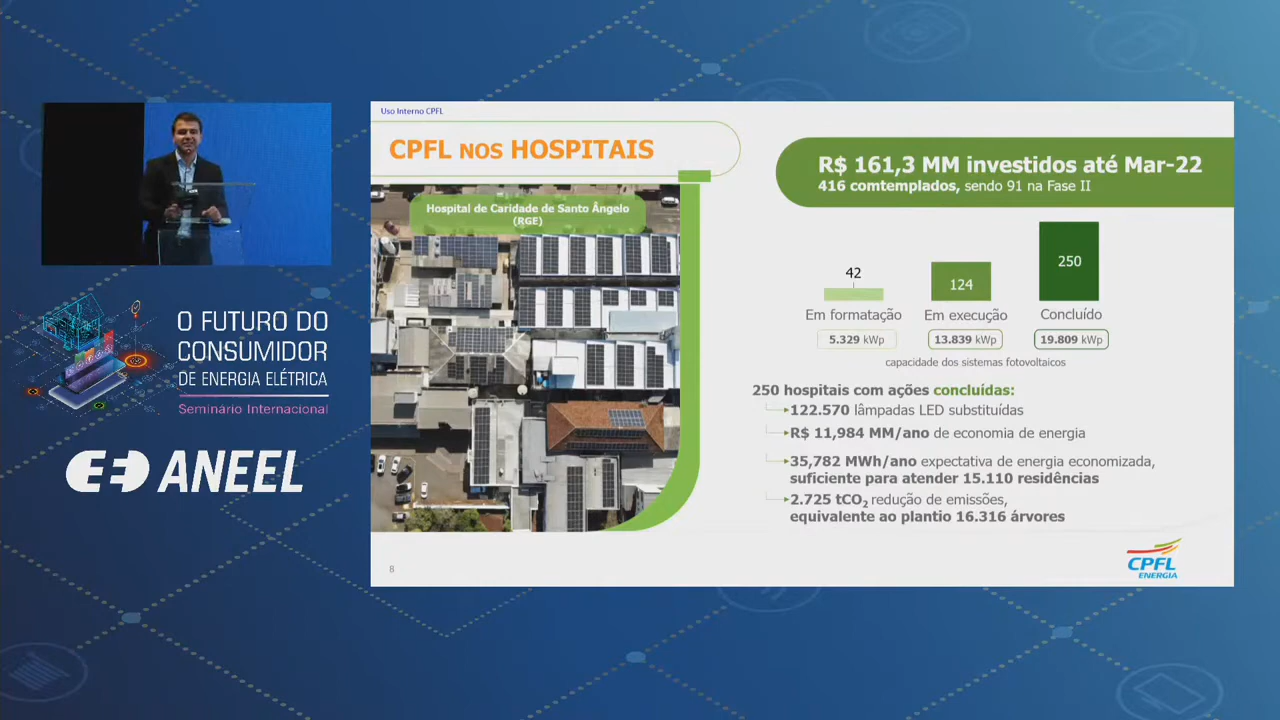 Uso Interno CPFL
CPFL NOS HOSPITAIS
Hospital de Caridade de Santo Ângelo
(RGE)
R$ 161,3 MM investidos até Mar-22
416 comtemplados, sendo 91 na Fase II
42
124
250
Em formatação
Em execução
Concluído
5.329 kWp
13.839 kWp
19.809 kWp
capacidade dos sistemas fotovoltaicos
250 hospitais com ações concluídas:
122.570 lâmpadas LED substituídas
R$ 11,984 MM/ano de economia de energia
35,782 MWh/ano expectativa de energia economizada,
suficiente para atender 15.110 residências
2.725 tCO2 redução de emissões,
equivalente ao plantio 16.316 árvores
8
CPFL
ENERGIA
O FUTURO DO
CONSUMIDOR
DE ENERGIA ELÉTRICA
Seminário Internacional
ANEEL